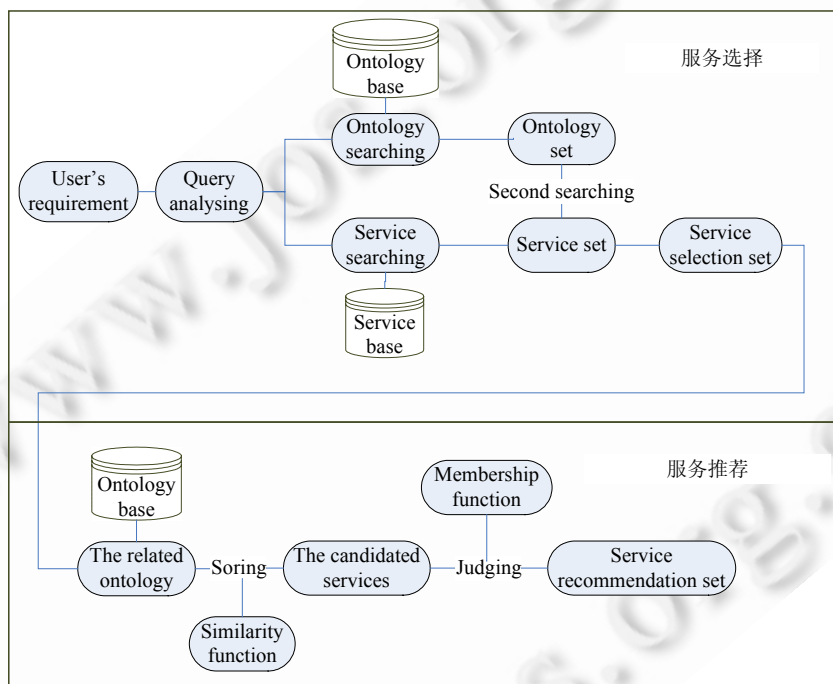 Ontology
base
服务选择
Ontology
searching
Ontology
set
User's
requirement
Query
analysing
Second searching
Service
searching
Service set
Service
selection set
Service
base
服务推荐
Ontology
base
Membership
function
The related
ontology
Soring
The candidated
services
Judging
Service
recommendation set
Similarity
function